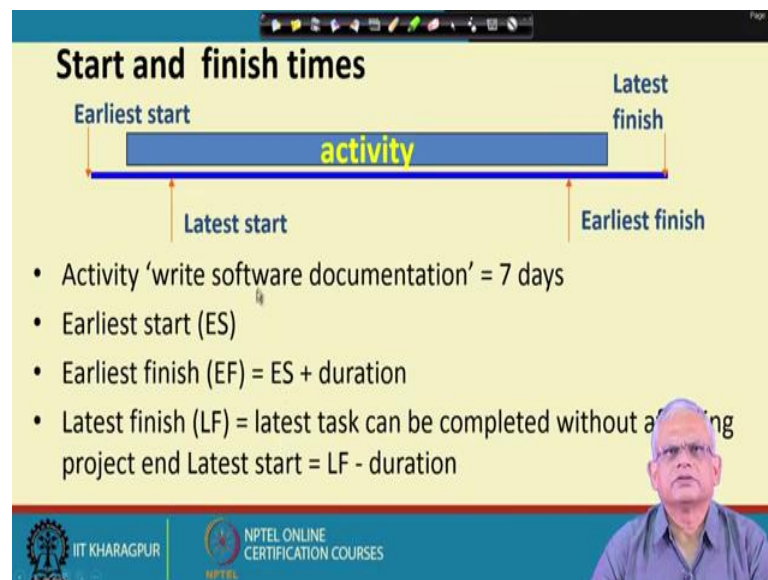 Page
Start and finish times
Latest
finish
Earliest start
activity
Latest start
Earliest finish
• Activity ‘write software documentation’ = 7 days
• Earliest start (ES)
• Earliest finish (EF) = ES + duration
• Latest finish (LF) = latest task can be completed without
project end Latest start = LF - duration
IIT KHARAGPUR
NPTEL ONLINE
CERTIFICATION COURSES
NPTEL